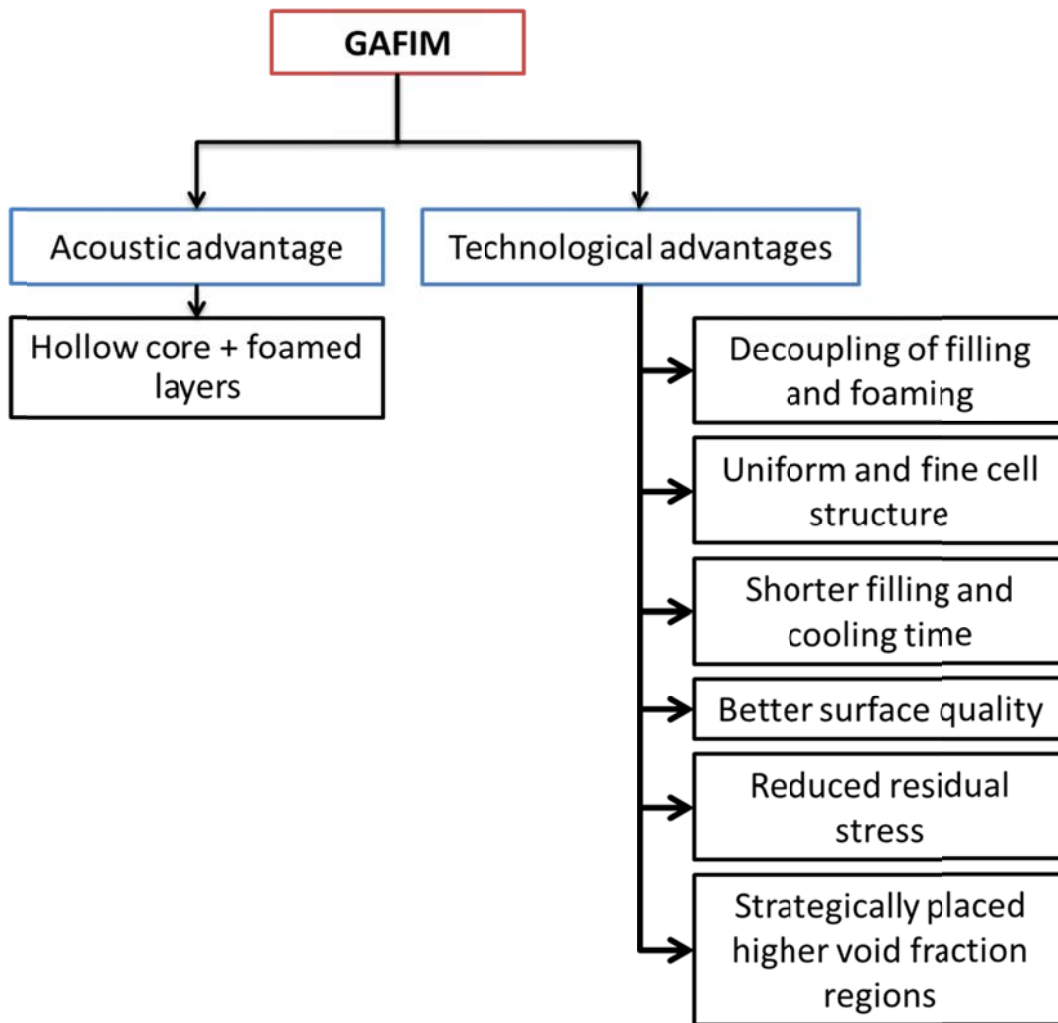 GAFIM
Acoustic advantage
Technological advantages
Hollow core + foamed
layers
Decoupling of filling
and foaming
Uniform and fine cell
structure
Shorter filling and
cooling time
Better surface quality
Reduced residual
stress
Strategically placed
higher void fraction
regions